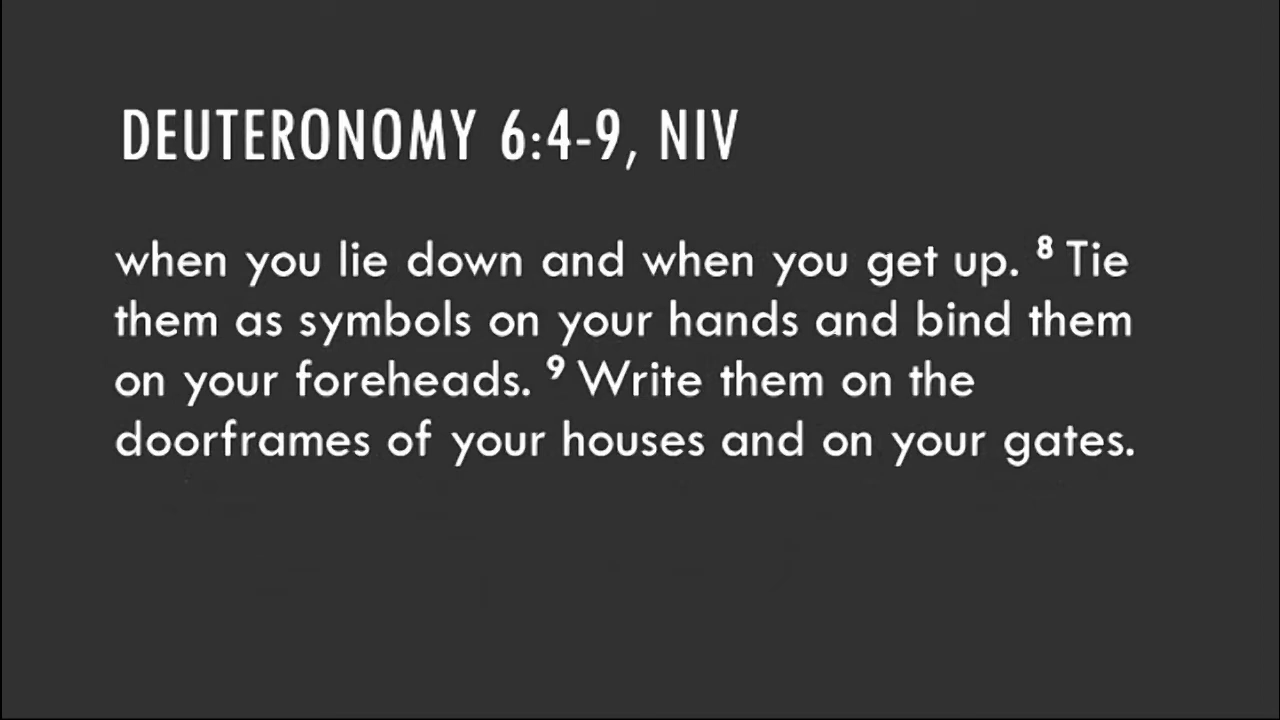 DEUTERONOMY 6:4-9, NIV
when you lie down and when you get up. ⁸ Tie
them as symbols on your hands and bind them
on your foreheads. ⁹ Write them on the
doorframes of your houses and on your gates.